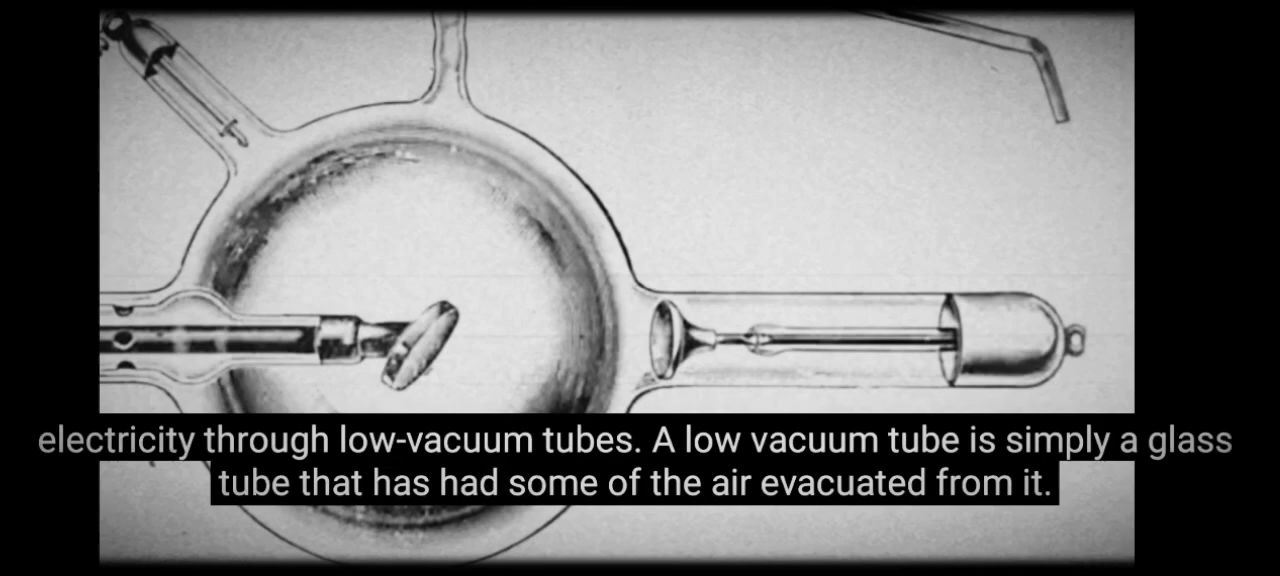 electricity through low-vacuum tubes. A low vacuum tube is simply a glass
tube that has had some of the air evacuated from it.